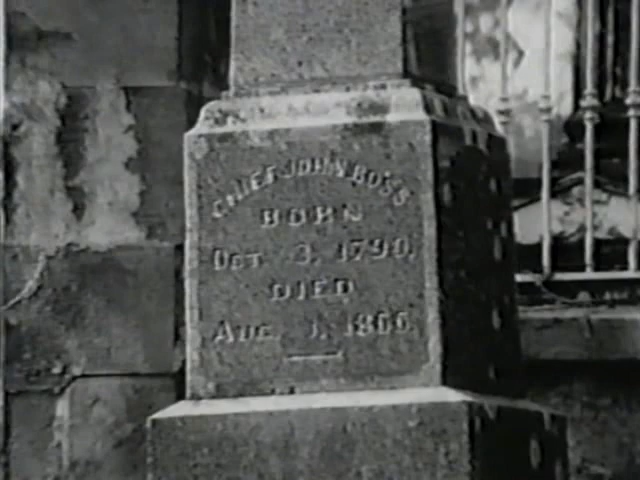 CHIEF JOHN ROSS
BORN
OCT 3, 1790.
DIED
AUG. 1, 1866.